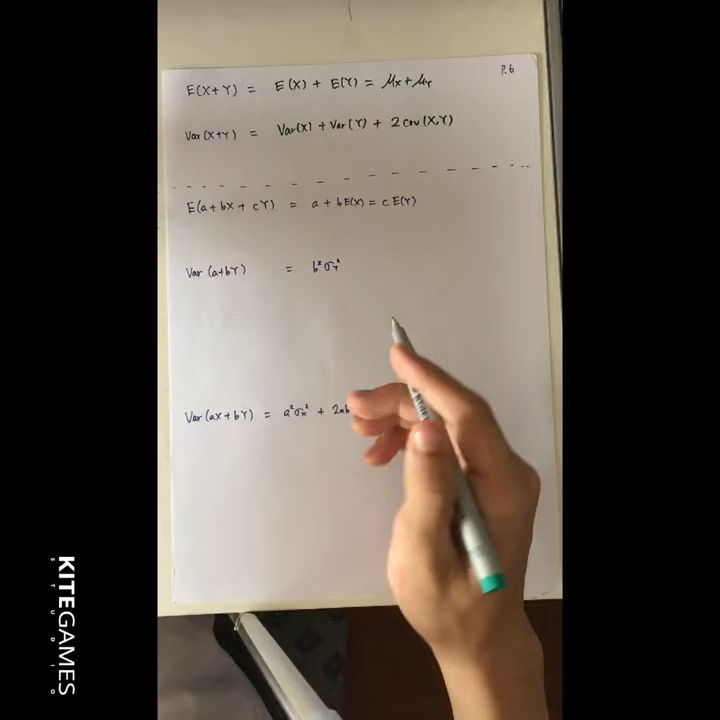 P.6
E(X+Y) = E(X) + E(Y) = μx + μY
Var(X+Y) = Var(X) + Var(Y) + 2cov(X,Y)
E(a+bX+cY) = a + bE(X) = cE(Y)
Var(a+bY) = b²σY²
Var(aX+bY) = a²σx² + 2ab
KITEGAMES
STUDIO